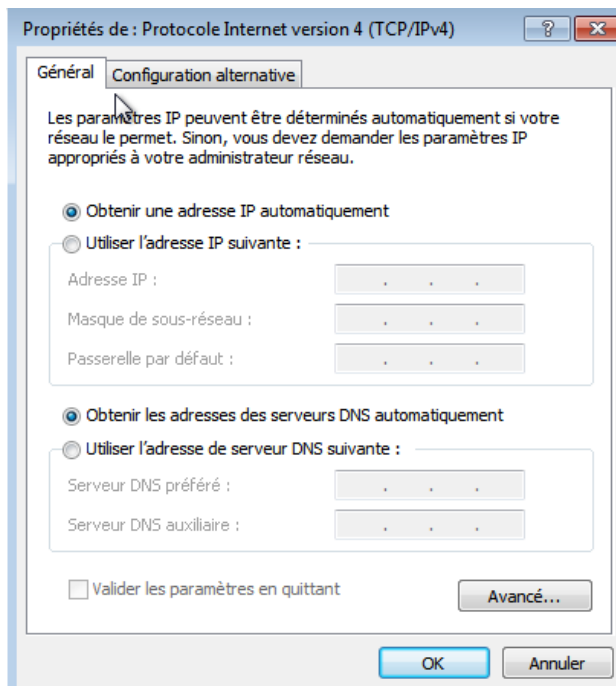 Propriétés de : Protocole Internet version 4 (TCP/IPv4)
Général
Configuration alternative
Les paramètres IP peuvent être déterminés automatiquement si votre
réseau le permet. Sinon, vous devez demander les paramètres IP
appropriés à votre administrateur réseau.
Obtenir une adresse IP automatiquement
Utiliser l'adresse IP suivante :
Adresse IP :
Masque de sous-réseau :
Passerelle par défaut :
Obtenir les adresses des serveurs DNS automatiquement
Utiliser l'adresse de serveur DNS suivante :
Serveur DNS préféré :
Serveur DNS auxiliaire :
Valider les paramètres en quittant
Avancé...
OK
Annuler